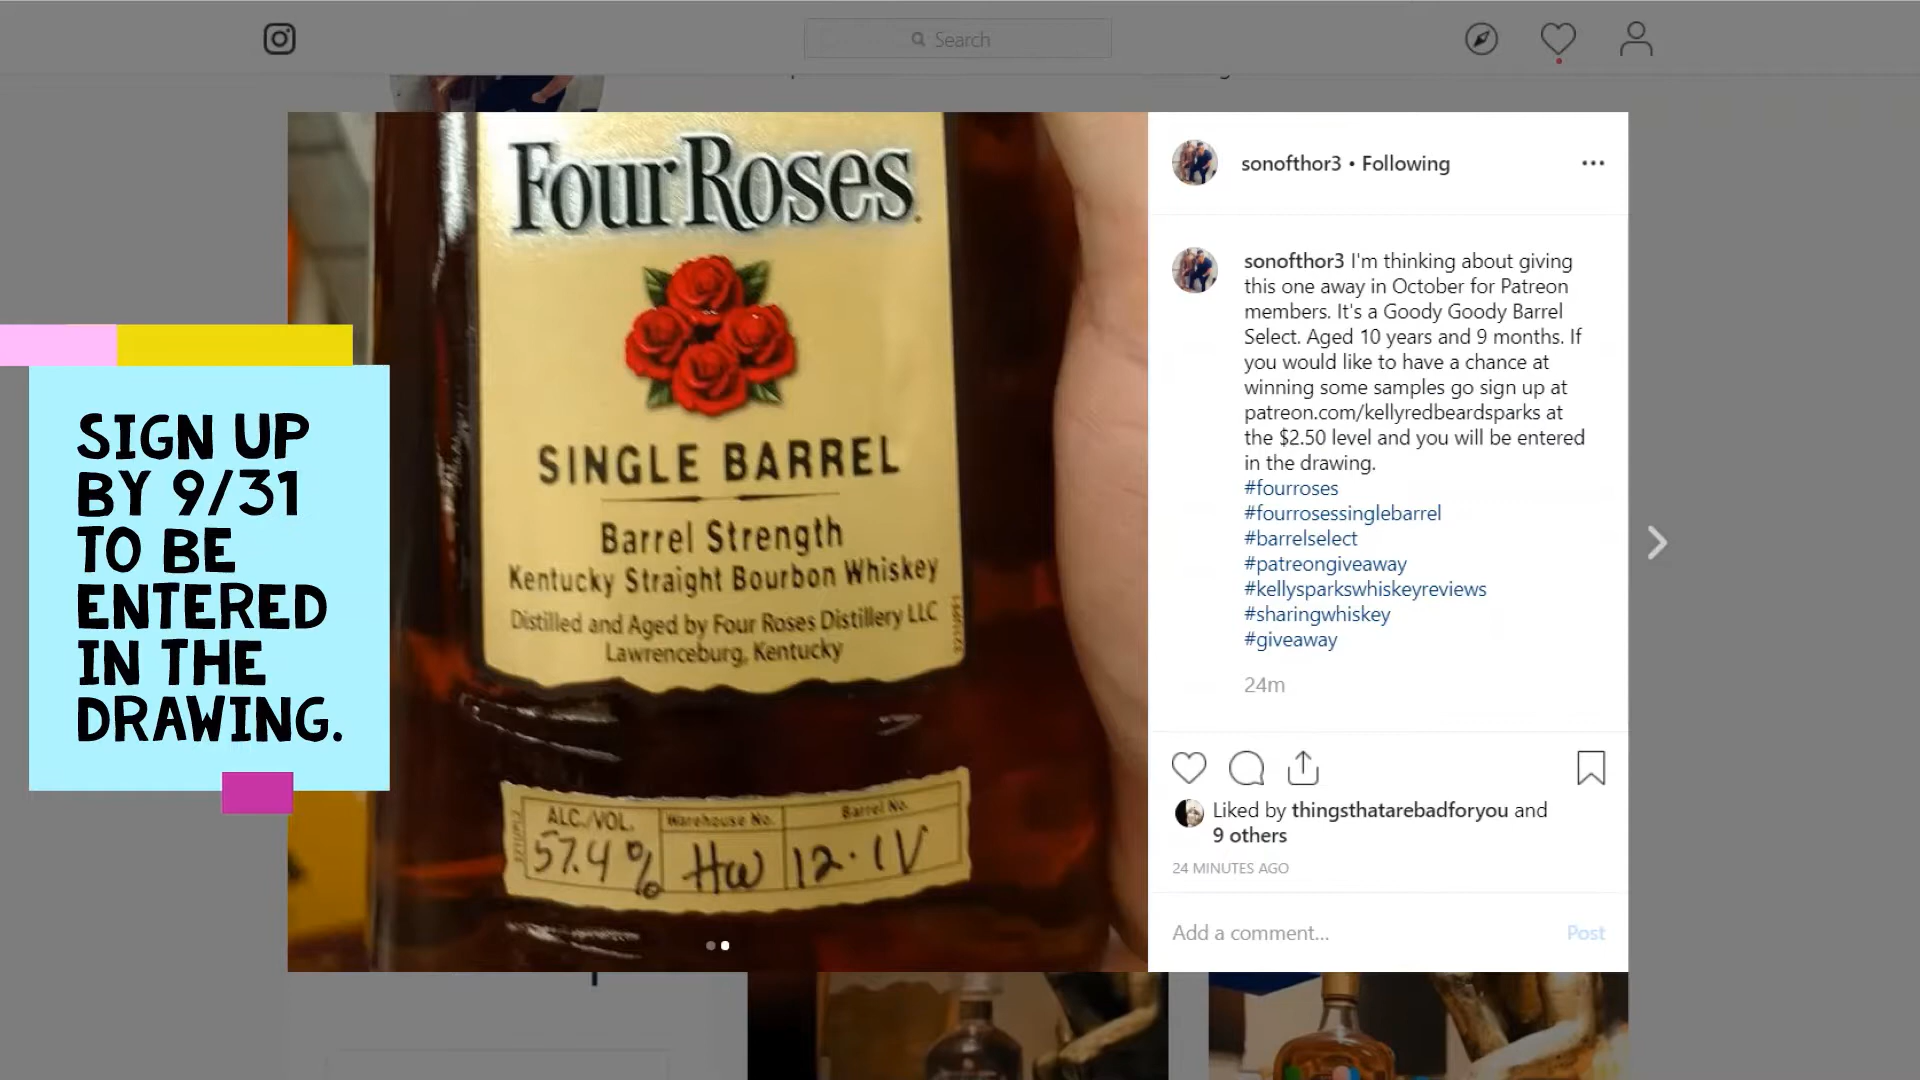 Search
sonofthor3 • Following
sonofthor3 I'm thinking about giving
this one away in October for Patreon
members. It's a Goody Goody Barrel
Select. Aged 10 years and 9 months. If
you would like to have a chance at
winning some samples go sign up at
patreon.com/kellyredbeardsparks at
the $2.50 level and you will be entered
in the drawing.
#fourroses
#fourrosessinglebarrel
#barrelselect
#patreongiveaway
#kellysparkswhiskeyreviews
#sharingwhiskey
#giveaway
24m
Liked by thingsthatarebadforyou and
9 others
24 MINUTES AGO
Add a comment...
Post
SIGN UP
BY 9/31
TO BE
ENTERED
IN THE
DRAWING.
Four Roses.
SINGLE BARREL
Barrel Strength
Kentucky Straight Bourbon Whiskey
Distilled and Aged by Four Roses Distillery LLC
Lawrenceburg, Kentucky
ALC./VOL. Warehouse No. Barrel No.
57.4% HW 12·1V